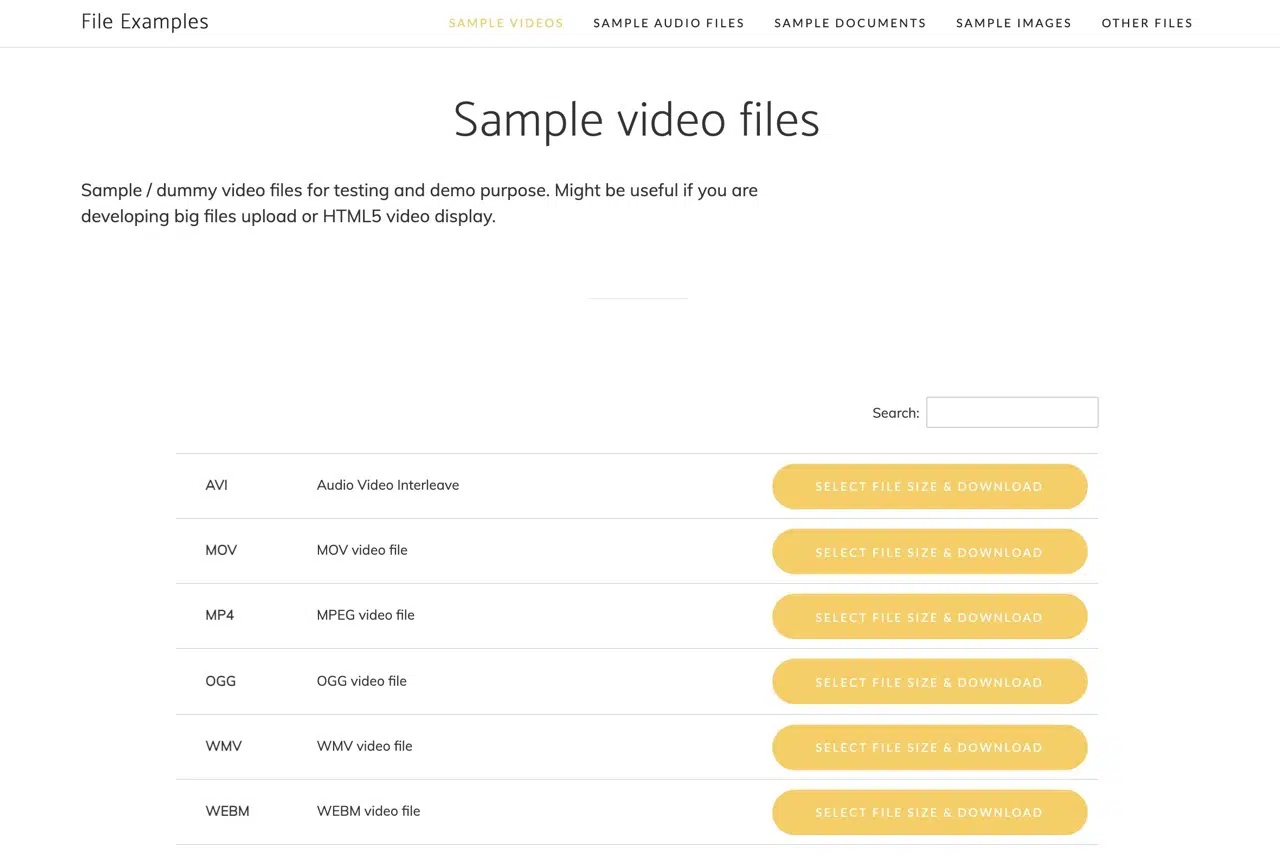 File Examples
SAMPLE VIDEOS SAMPLE AUDIO FILES SAMPLE DOCUMENTS SAMPLE IMAGES OTHER FILES
Sample video files
Sample / dummy video files for testing and demo purpose. Might be useful if you are
developing big files upload or HTML5 video display.
Search:
AVI Audio Video Interleave SELECT FILE SIZE & DOWNLOAD
MOV MOV video file SELECT FILE SIZE & DOWNLOAD
MP4 MPEG video file SELECT FILE SIZE & DOWNLOAD
OGG OGG video file SELECT FILE SIZE & DOWNLOAD
WMV WMV video file SELECT FILE SIZE & DOWNLOAD
WEBM WEBM video file SELECT FILE SIZE & DOWNLOAD